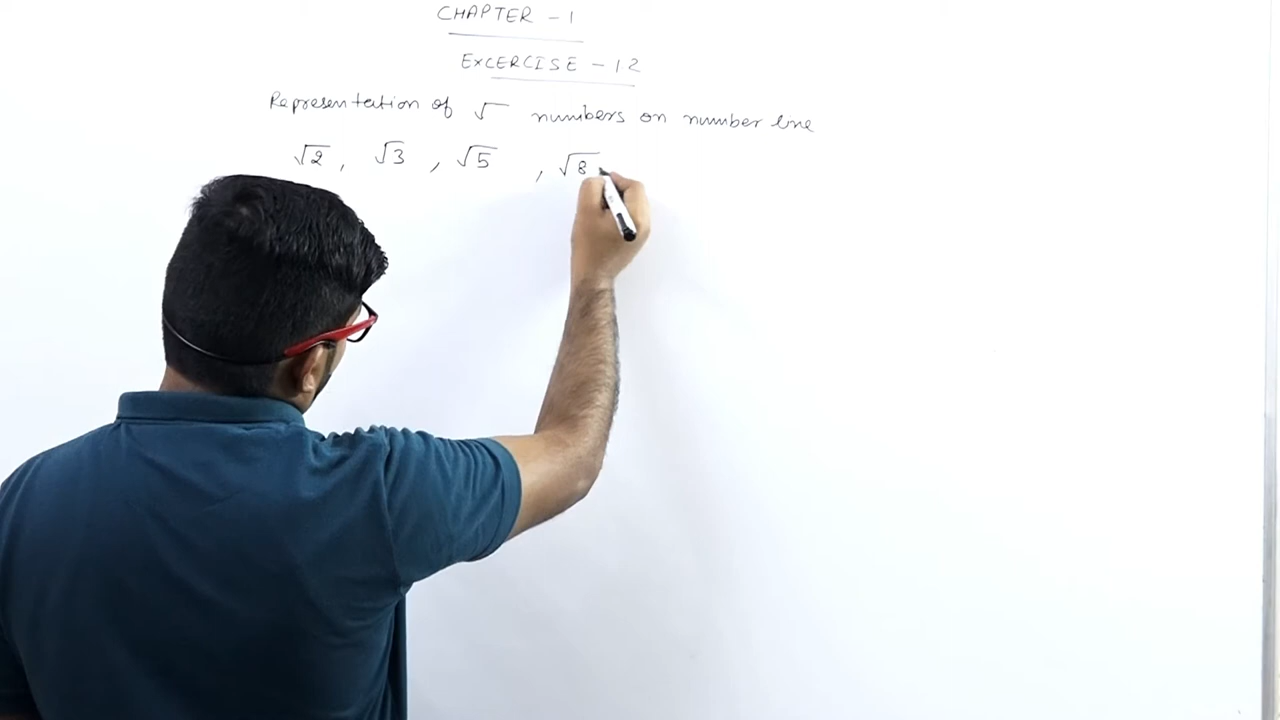 CHAPTER - 1
EXCERCISE - 12
Representation of √ numbers on number line
√2, √3, √5, √8